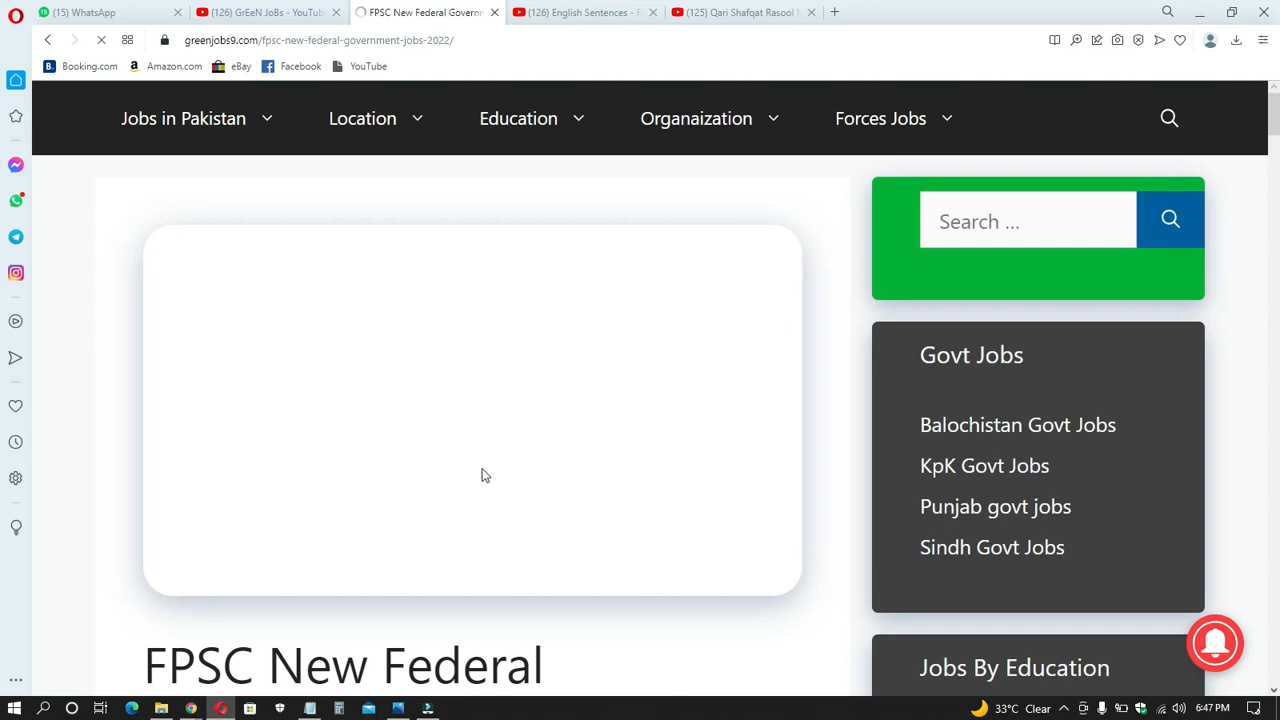 (15) WhatsApp
(126) GrEeN JoBs - YouTub
FPSC New Federal Governm
(126) English Sentences - F
(125) Qari Shafqat Rasool
greenjobs9.com/fpsc-new-federal-government-jobs-2022/
Booking.com
Amazon.com
eBay
Facebook
YouTube
Jobs in Pakistan
Location
Education
Organaization
Forces Jobs
Search ...
Govt Jobs
Balochistan Govt Jobs
KpK Govt Jobs
Punjab govt jobs
Sindh Govt Jobs
FPSC New Federal
Jobs By Education
33°C Clear
6:47 PM